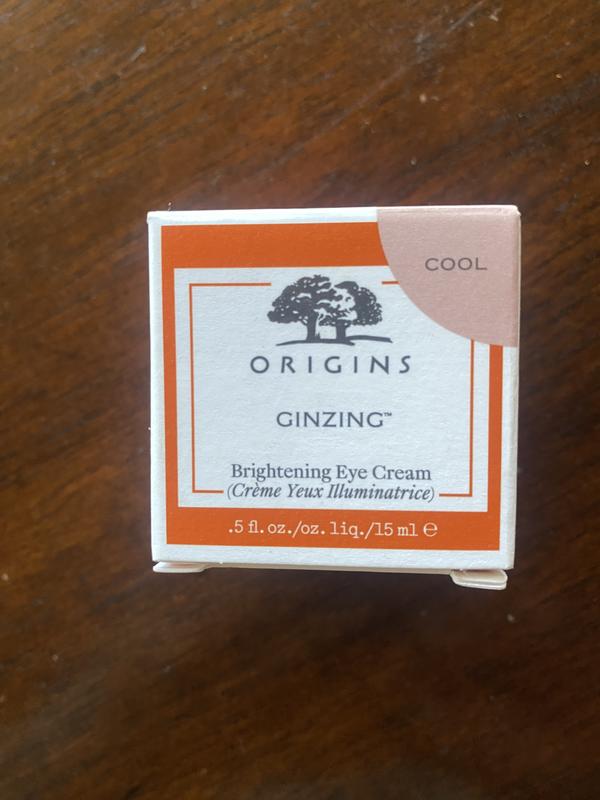 COOL
ORIGINS
GINZING™
Brightening Eye Cream
(Crème Yeux Illuminatrice)
.5 fl. oz./oz. liq./15 ml ℮